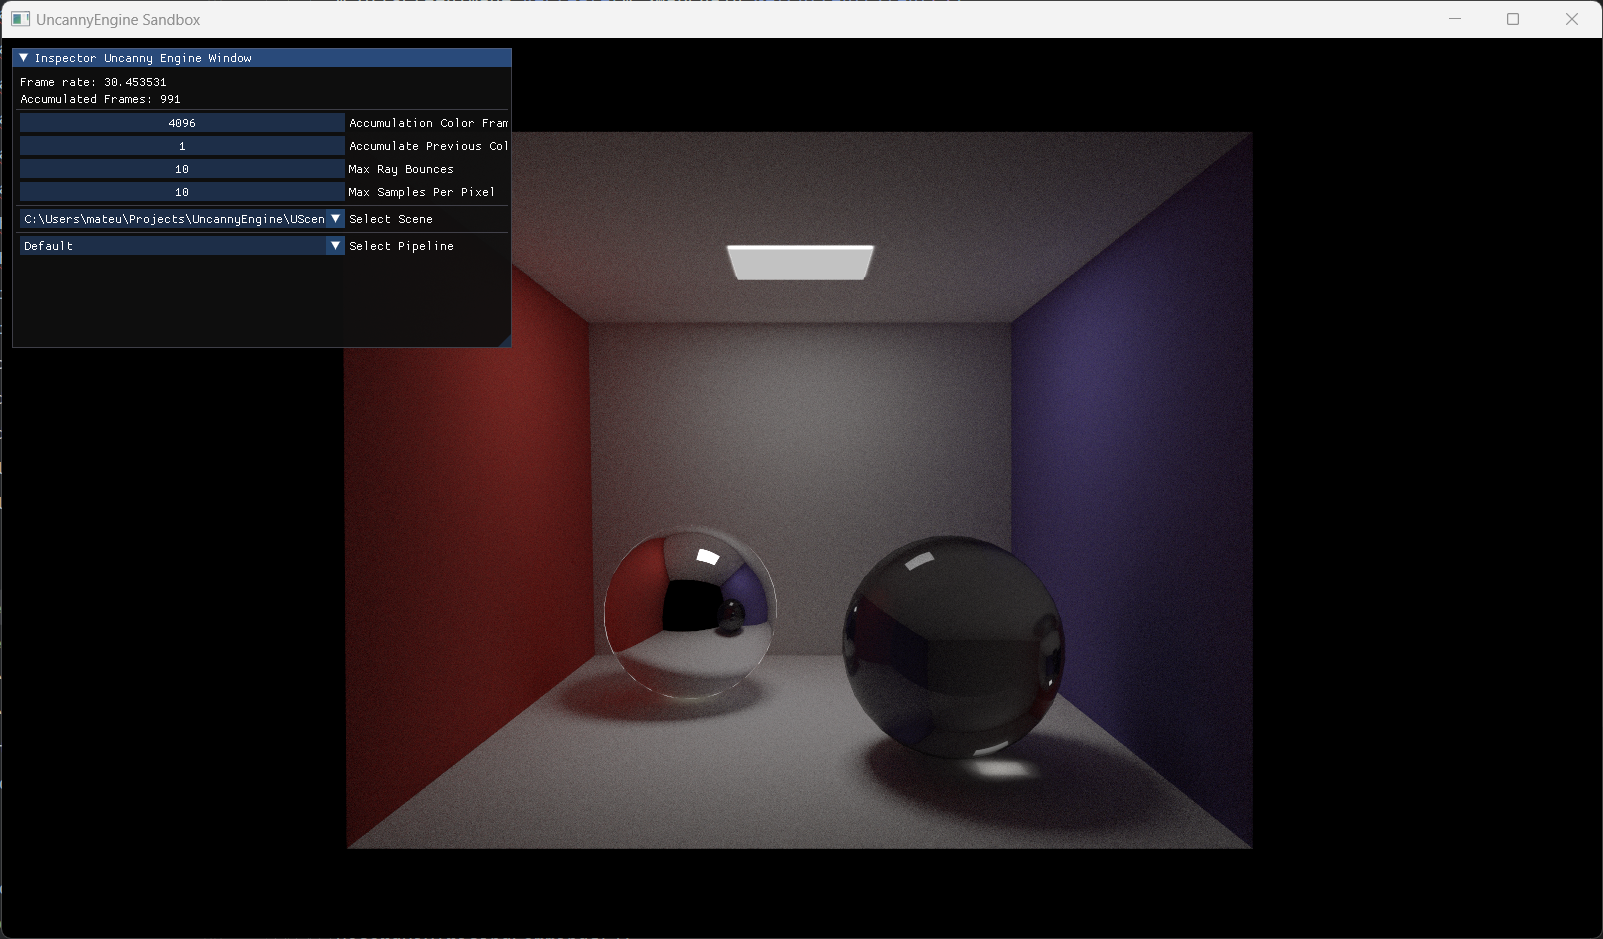 UncannyEngine Sandbox
Inspector Uncanny Engine Window
Frame rate: 30.453531
Accumulated Frames: 991
4096 Accumulation Color Fram
1 Accumulate Previous Col
10 Max Ray Bounces
10 Max Samples Per Pixel
C:\Users\mateu\Projects\UncannyEngine\UScen Select Scene
Default Select Pipeline